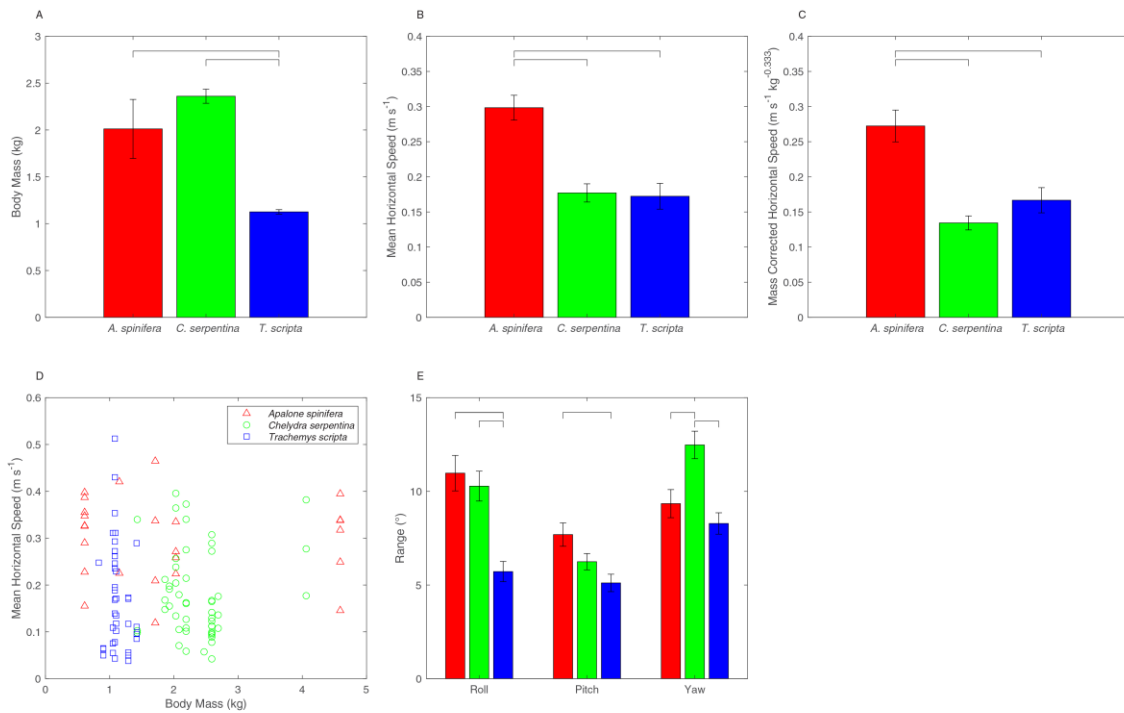 A
Body Mass (kg)
3
2.5
2
1.5
1
0.5
0
A. spinifera
C. serpentina
T. scripta
B
Mean Horizontal Speed (m s⁻¹)
0.4
0.35
0.3
0.25
0.2
0.15
0.1
0.05
0
A. spinifera
C. serpentina
T. scripta
C
Mass Corrected Horizontal Speed (m s⁻¹ kg⁻⁰·³³³)
0.4
0.35
0.3
0.25
0.2
0.15
0.1
0.05
0
A. spinifera
C. serpentina
T. scripta
D
Mean Horizontal Speed (m s⁻¹)
0.6
0.5
0.4
0.3
0.2
0.1
0
Apalone spinifera
Chelydra serpentina
Trachemys scripta
0 1 2 3 4 5
Body Mass (kg)
E
Range (°)
15
10
5
0
Roll
Pitch
Yaw